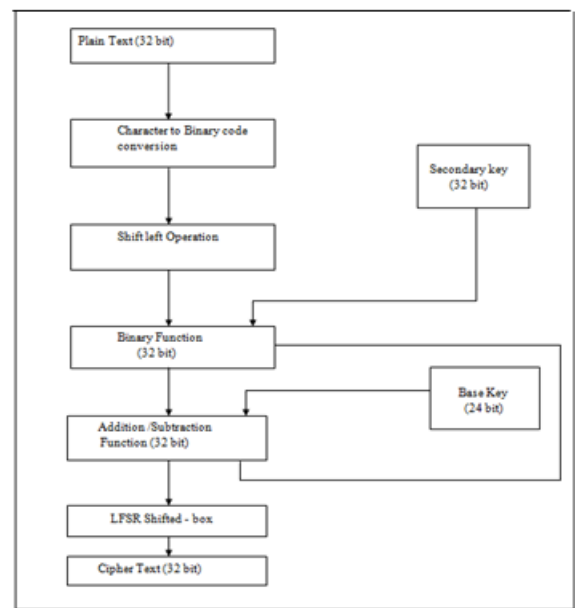 Plain Text (32 bit)
Character to Binary code
conversion
Secondary key
(32 bit)
Shift left Operation
Binary Function
(32 bit)
Base Key
(24 bit)
Addition /Subtraction
Function (32 bit)
LFSR Shifted - box
Cipher Text (32 bit)